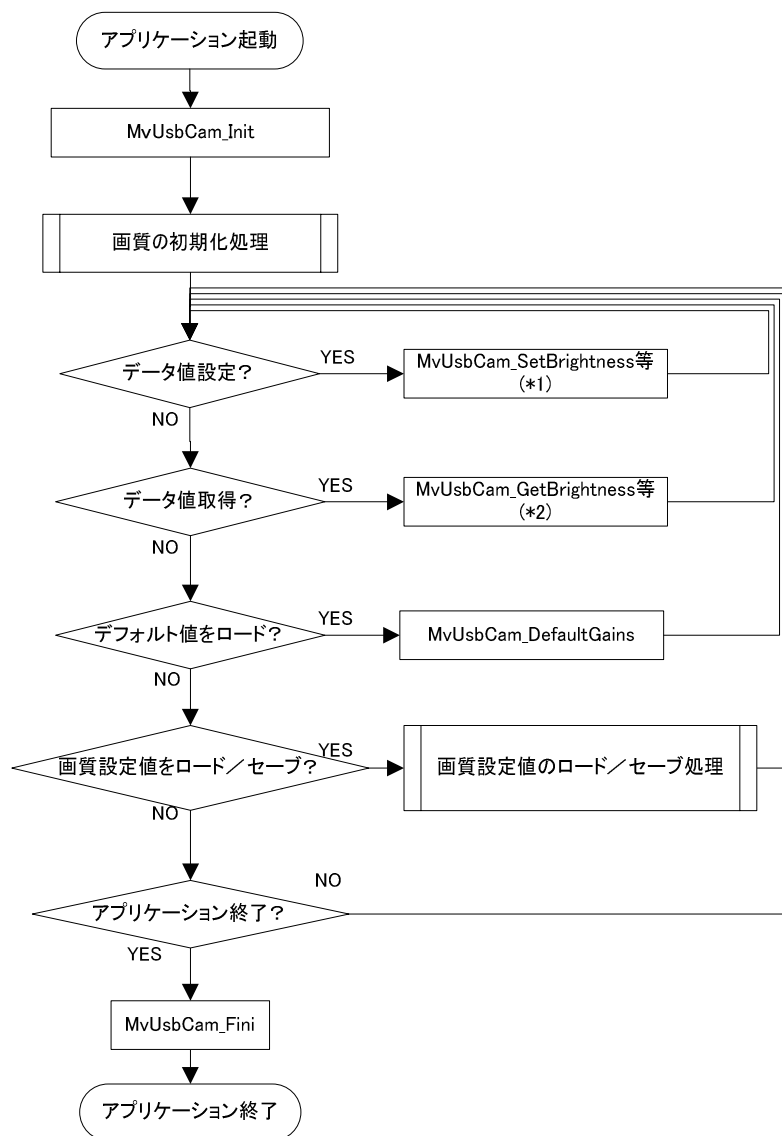 アプリケーション起動
MvUsbCam_Init
画質の初期化処理
データ値設定？
YES
MvUsbCam_SetBrightness等
(*1)
NO
データ値取得？
YES
MvUsbCam_GetBrightness等
(*2)
NO
デフォルト値をロード？
YES
MvUsbCam_DefaultGains
NO
画質設定値をロード／セーブ？
YES
画質設定値のロード／セーブ処理
NO
アプリケーション終了？
NO
YES
MvUsbCam_Fini
アプリケーション終了